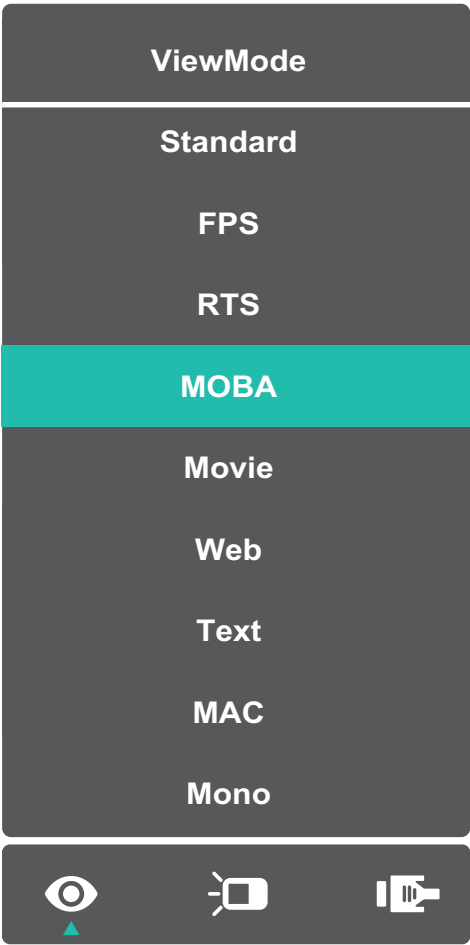 ViewMode
Standard
FPS
RTS
MOBA
Movie
Web
Text
MAC
Mono